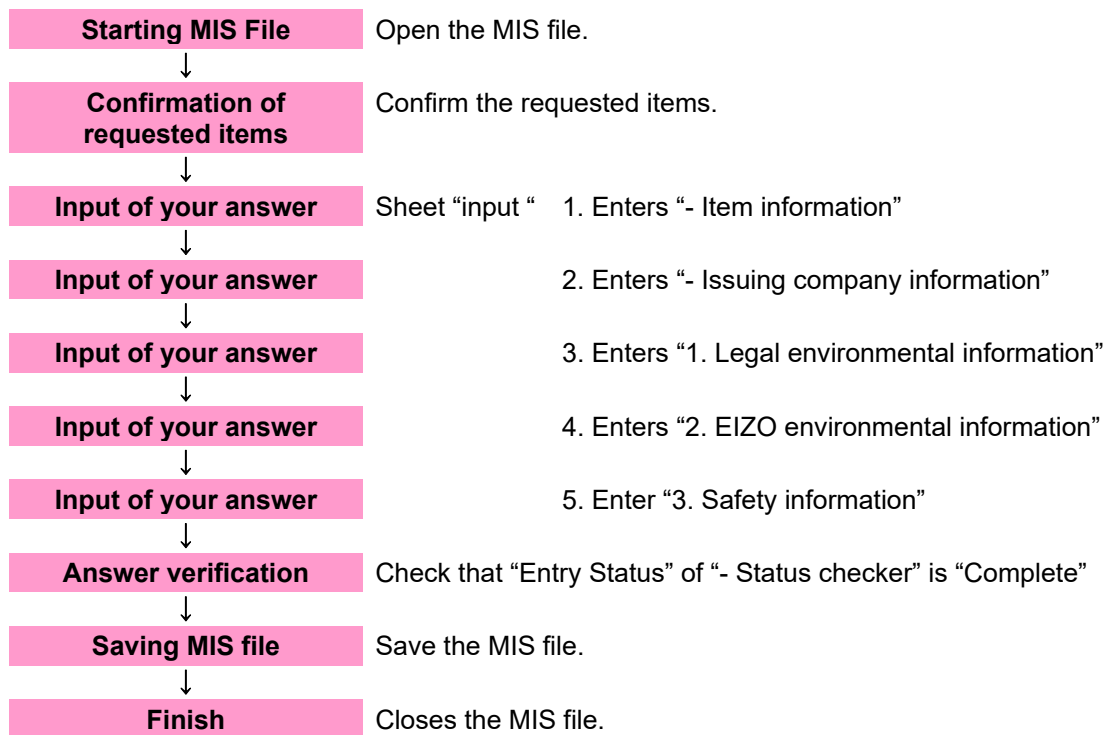 Starting MIS File Open the MIS file.
↓
Confirmation of Confirm the requested items.
requested items
↓
Input of your answer Sheet “input “ 1. Enters “- Item information”
↓
Input of your answer 2. Enters “- Issuing company information”
↓
Input of your answer 3. Enters “1. Legal environmental information”
↓
Input of your answer 4. Enters “2. EIZO environmental information”
↓
Input of your answer 5. Enter “3. Safety information”
↓
Answer verification Check that “Entry Status” of “- Status checker” is “Complete”
↓
Saving MIS file Save the MIS file.
↓
Finish Closes the MIS file.